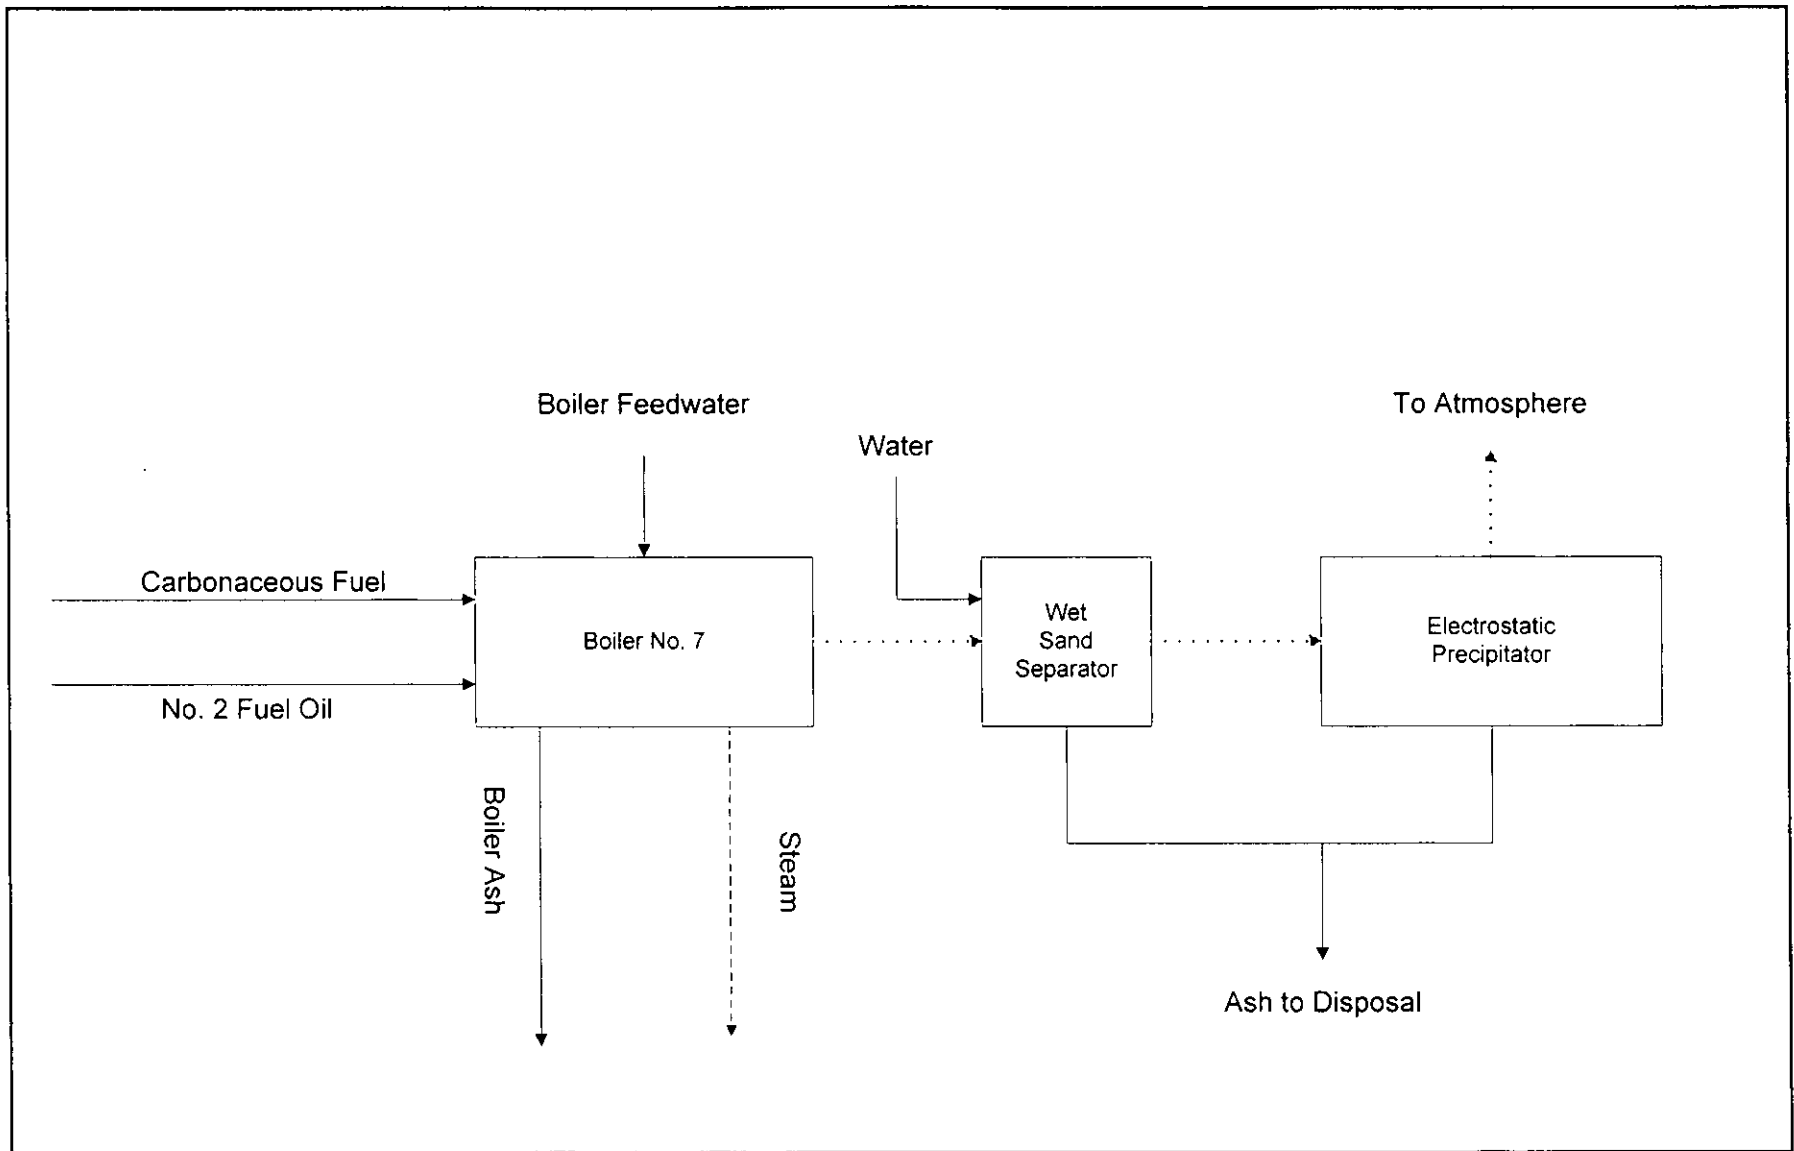 Boiler Feedwater
To Atmosphere
Water
Carbonaceous Fuel
Boiler No. 7
Wet
Sand
Separator
Electrostatic
Precipitator
No. 2 Fuel Oil
Boiler Ash
Steam
Ash to Disposal